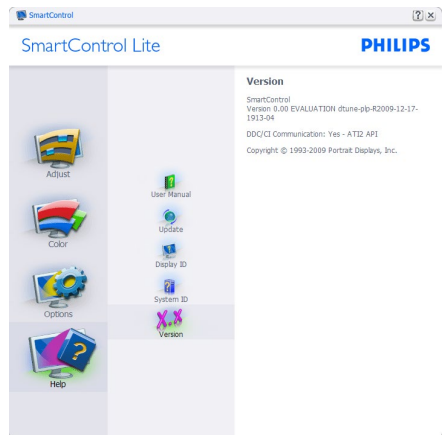 SmartControl
SmartControl Lite
PHILIPS
Adjust
Color
Options
Help
User Manual
Update
Display ID
System ID
X.X
Version
Version
SmartControl
Version 0.00 EVALUATION dtune-plp-R2009-12-17-
1913-04
DDC/CI Communication: Yes - ATI2 API
Copyright © 1993-2009 Portrait Displays, Inc.